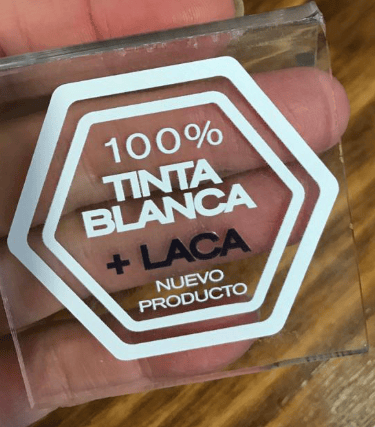 100%
TINTA
BLANCA
+ LACA
NUEVO
PRODUCTO